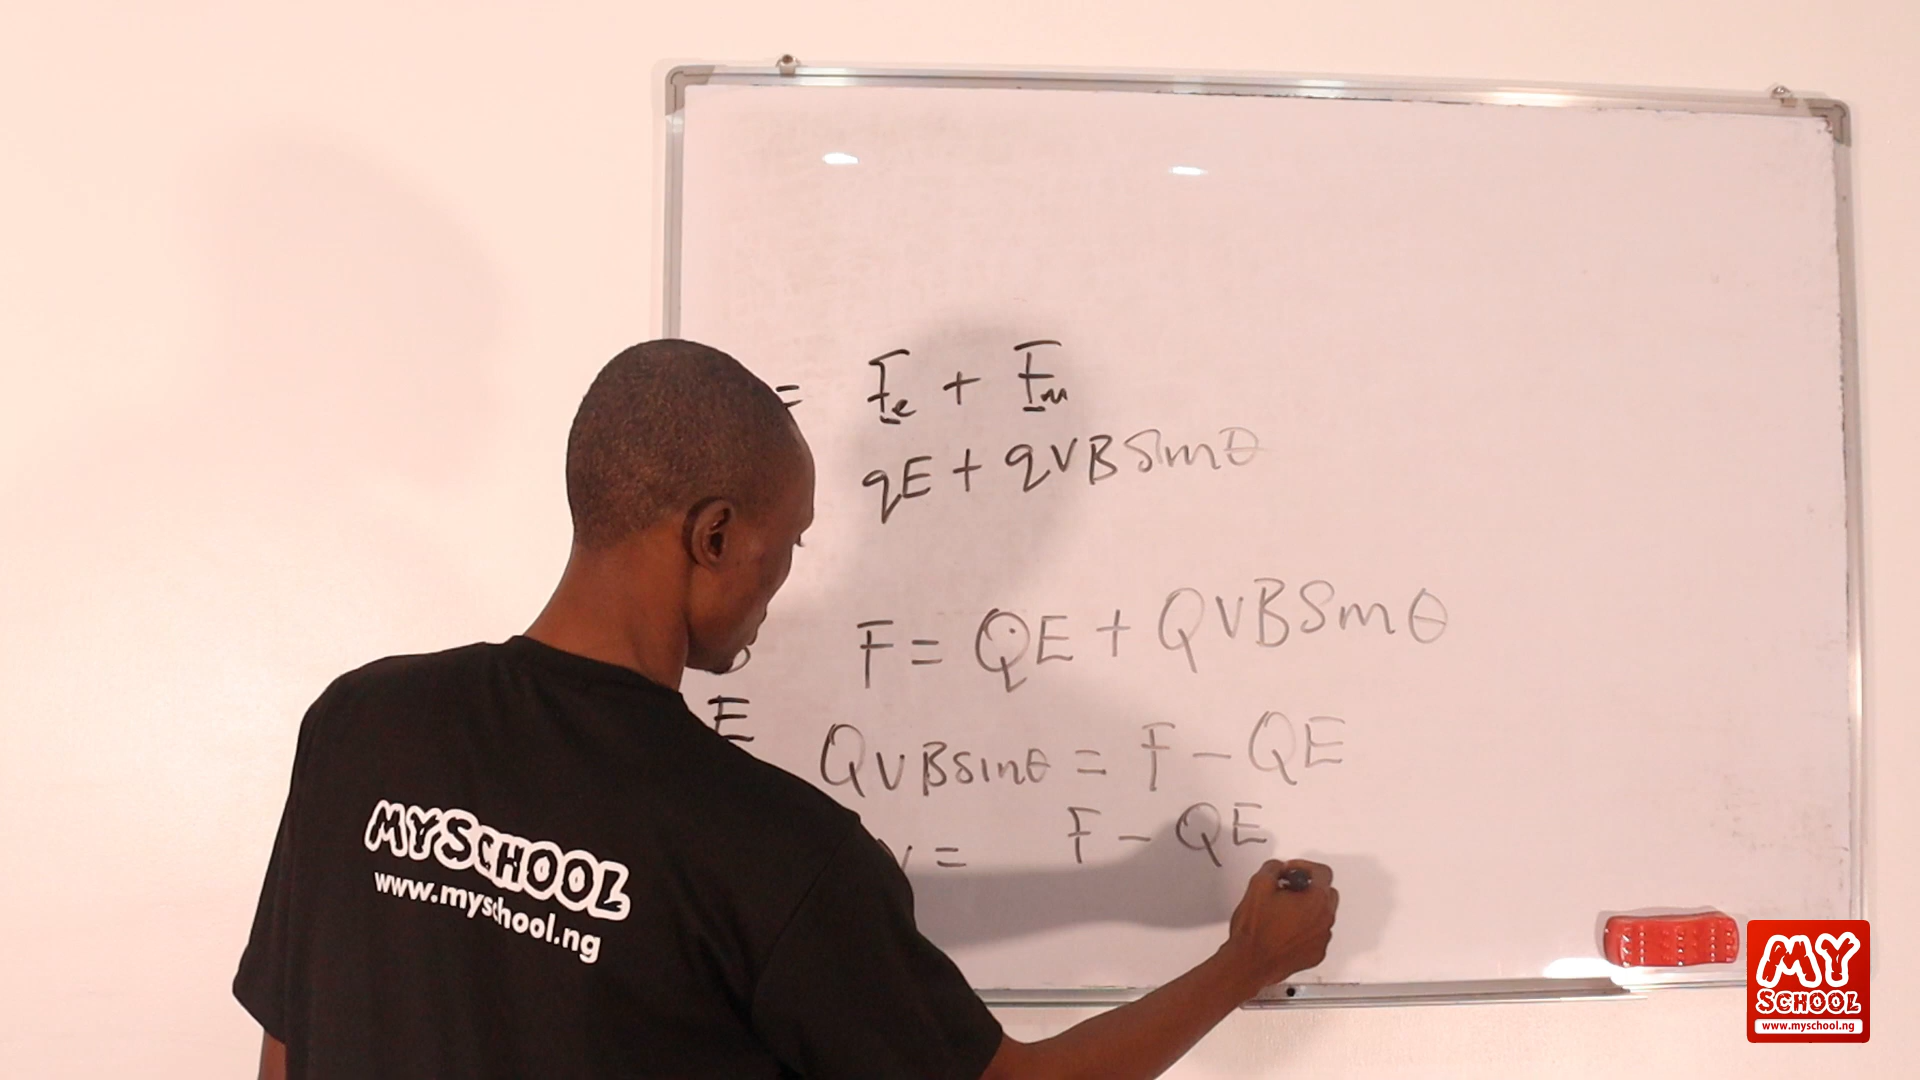 = Fe + Fm
qE + qVBSinθ
F = QE + QVBSinθ
E
QVBsinθ = F - QE
V = F - QE
MYSCHOOL
www.myschool.ng
MY
SCHOOL
www.myschool.ng